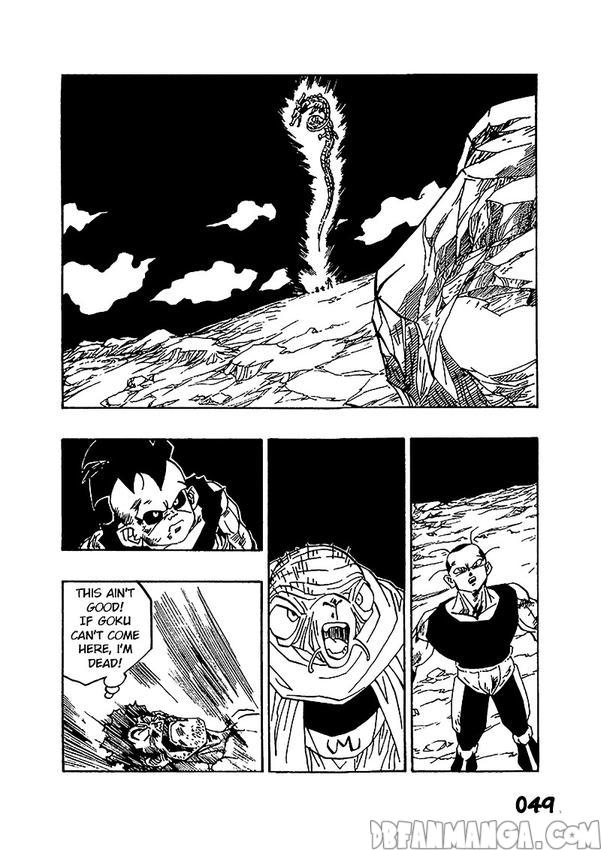 THIS AIN'T
GOOD!
IF GOKU
CAN'T COME
HERE, I'M
DEAD!
049
DBFANMANGA.COM